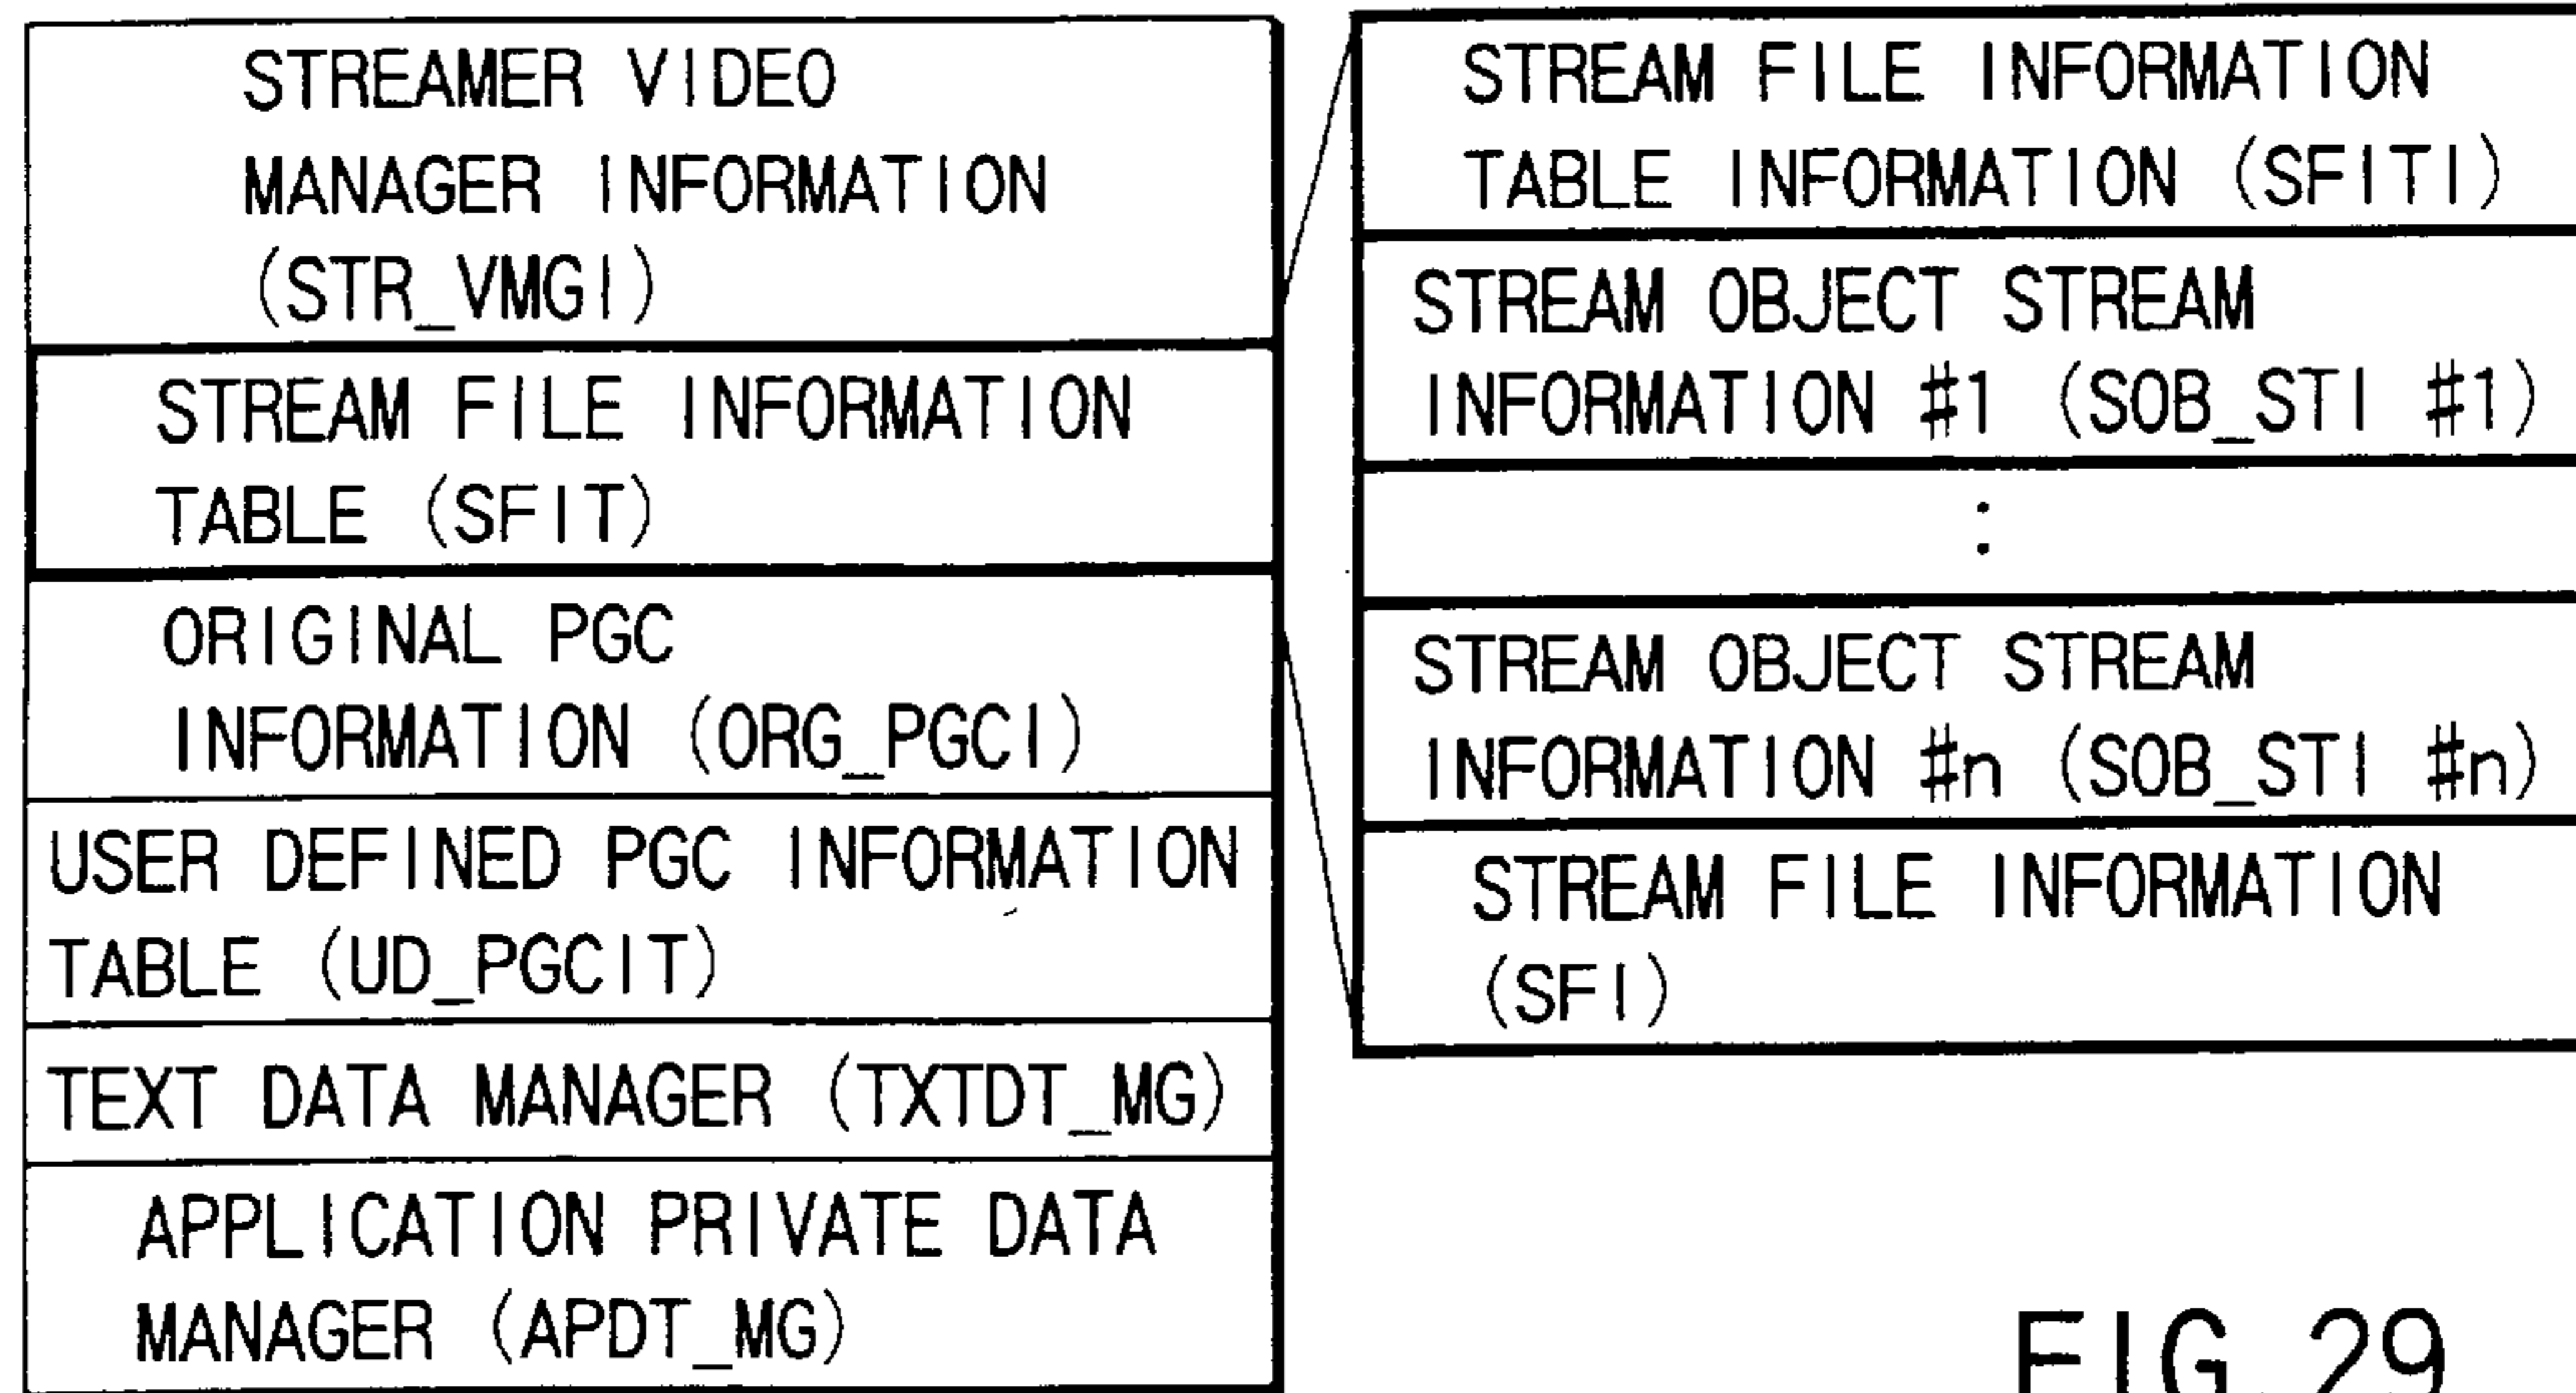 STREAMER VIDEO
MANAGER INFORMATION
(STR_VMGI)
STREAM FILE INFORMATION
TABLE (SFIT)
ORIGINAL PGC
INFORMATION (ORG_PGCI)
USER DEFINED PGC INFORMATION
TABLE (UD_PGCIT)
TEXT DATA MANAGER (TXTDT_MG)
APPLICATION PRIVATE DATA
MANAGER (APDT_MG)
STREAM FILE INFORMATION
TABLE INFORMATION (SFITI)
STREAM OBJECT STREAM
INFORMATION #1 (SOB_STI #1)
:
STREAM OBJECT STREAM
INFORMATION #n (SOB_STI #n)
STREAM FILE INFORMATION
(SFI)
FIG. 29